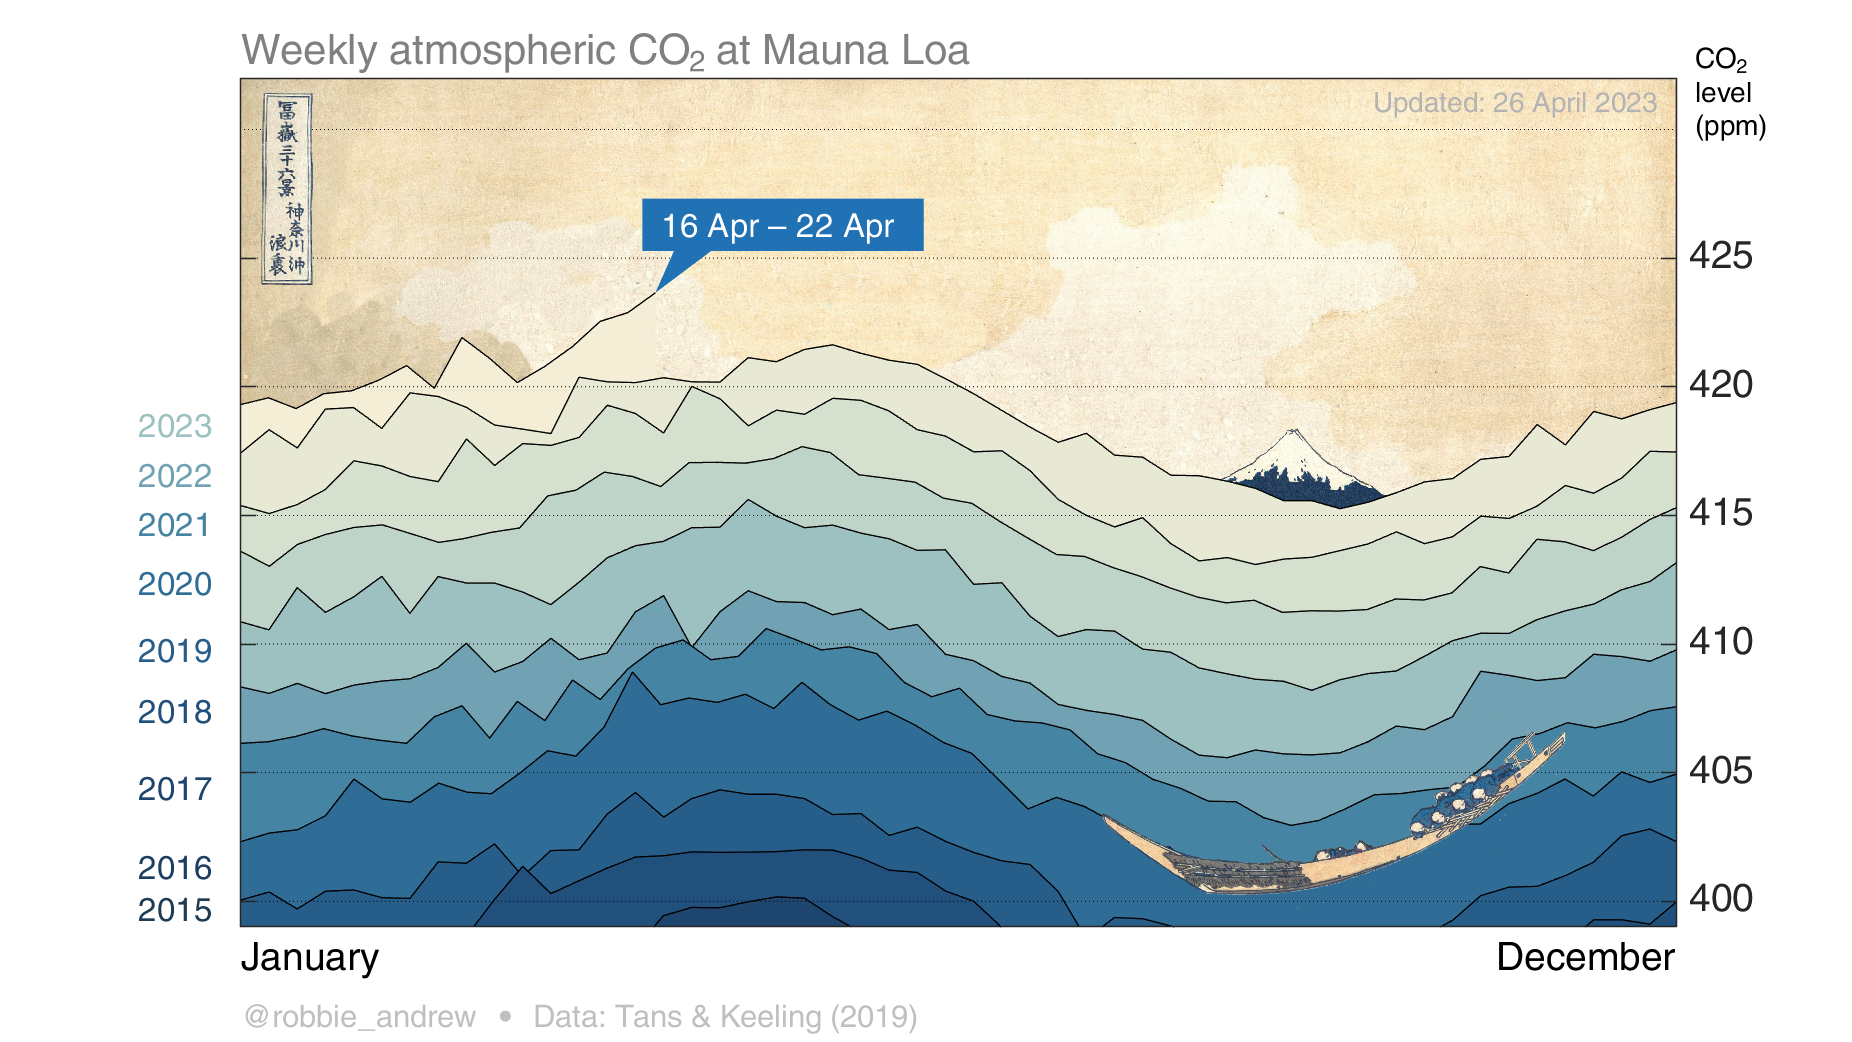 Weekly atmospheric CO₂ at Mauna Loa
CO₂
level
(ppm)
Updated: 26 April 2023
冨嶽三十六景
神奈川沖
浪裏
16 Apr – 22 Apr
425
420
415
410
405
400
2023
2022
2021
2020
2019
2018
2017
2016
2015
January
December
@robbie_andrew • Data: Tans & Keeling (2019)